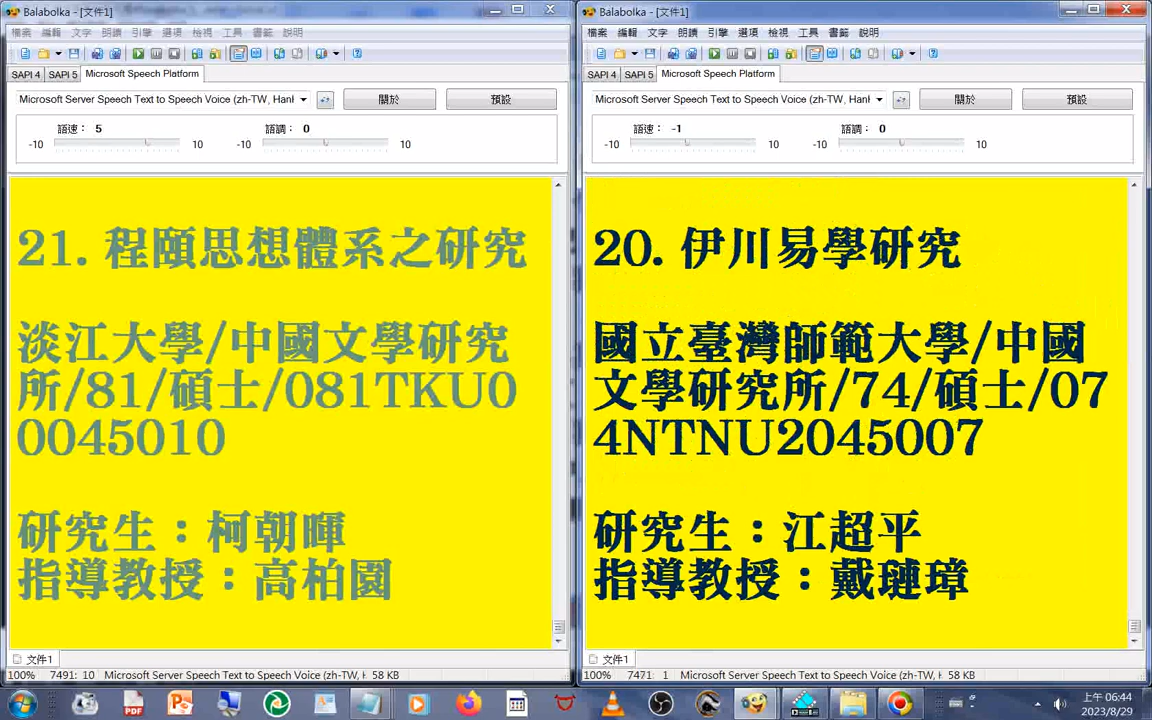 Balabolka - [文件1]
檔案 編輯 文字 朗讀 引擎 選項 檢視 工具 書籤 說明
SAPI 4 SAPI 5 Microsoft Speech Platform
Microsoft Server Speech Text to Speech Voice (zh-TW, Hanl
關於
預設
語速： 5
語調： 0
-10 10 -10 10
21. 程頤思想體系之研究
淡江大學/中國文學研究
所/81/碩士/081TKU0
0045010
研究生：柯朝暉
指導教授：高柏園
文件1
100% 7491: 10 Microsoft Server Speech Text to Speech Voice (zh-TW, H 58 KB
Balabolka - [文件1]
檔案 編輯 文字 朗讀 引擎 選項 檢視 工具 書籤 說明
SAPI 4 SAPI 5 Microsoft Speech Platform
Microsoft Server Speech Text to Speech Voice (zh-TW, Hanl
關於
預設
語速： -1
語調： 0
-10 10 -10 10
20. 伊川易學研究
國立臺灣師範大學/中國
文學研究所/74/碩士/07
4NTNU2045007
研究生：江超平
指導教授：戴璉璋
文件1
100% 7471: 1 Microsoft Server Speech Text to Speech Voice (zh-TW, H 58 KB
PDF
上午 06:44
2023/8/29